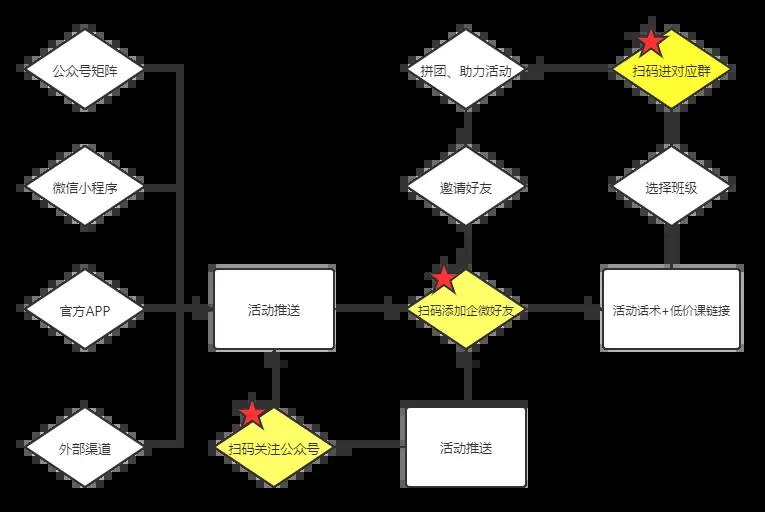 公众号矩阵
拼团、助力活动
扫码进对应群
微信小程序
邀请好友
选择班级
官方APP
活动推送
扫码添加企微好友
活动话术+低价课链接
外部渠道
扫码关注公众号
活动推送